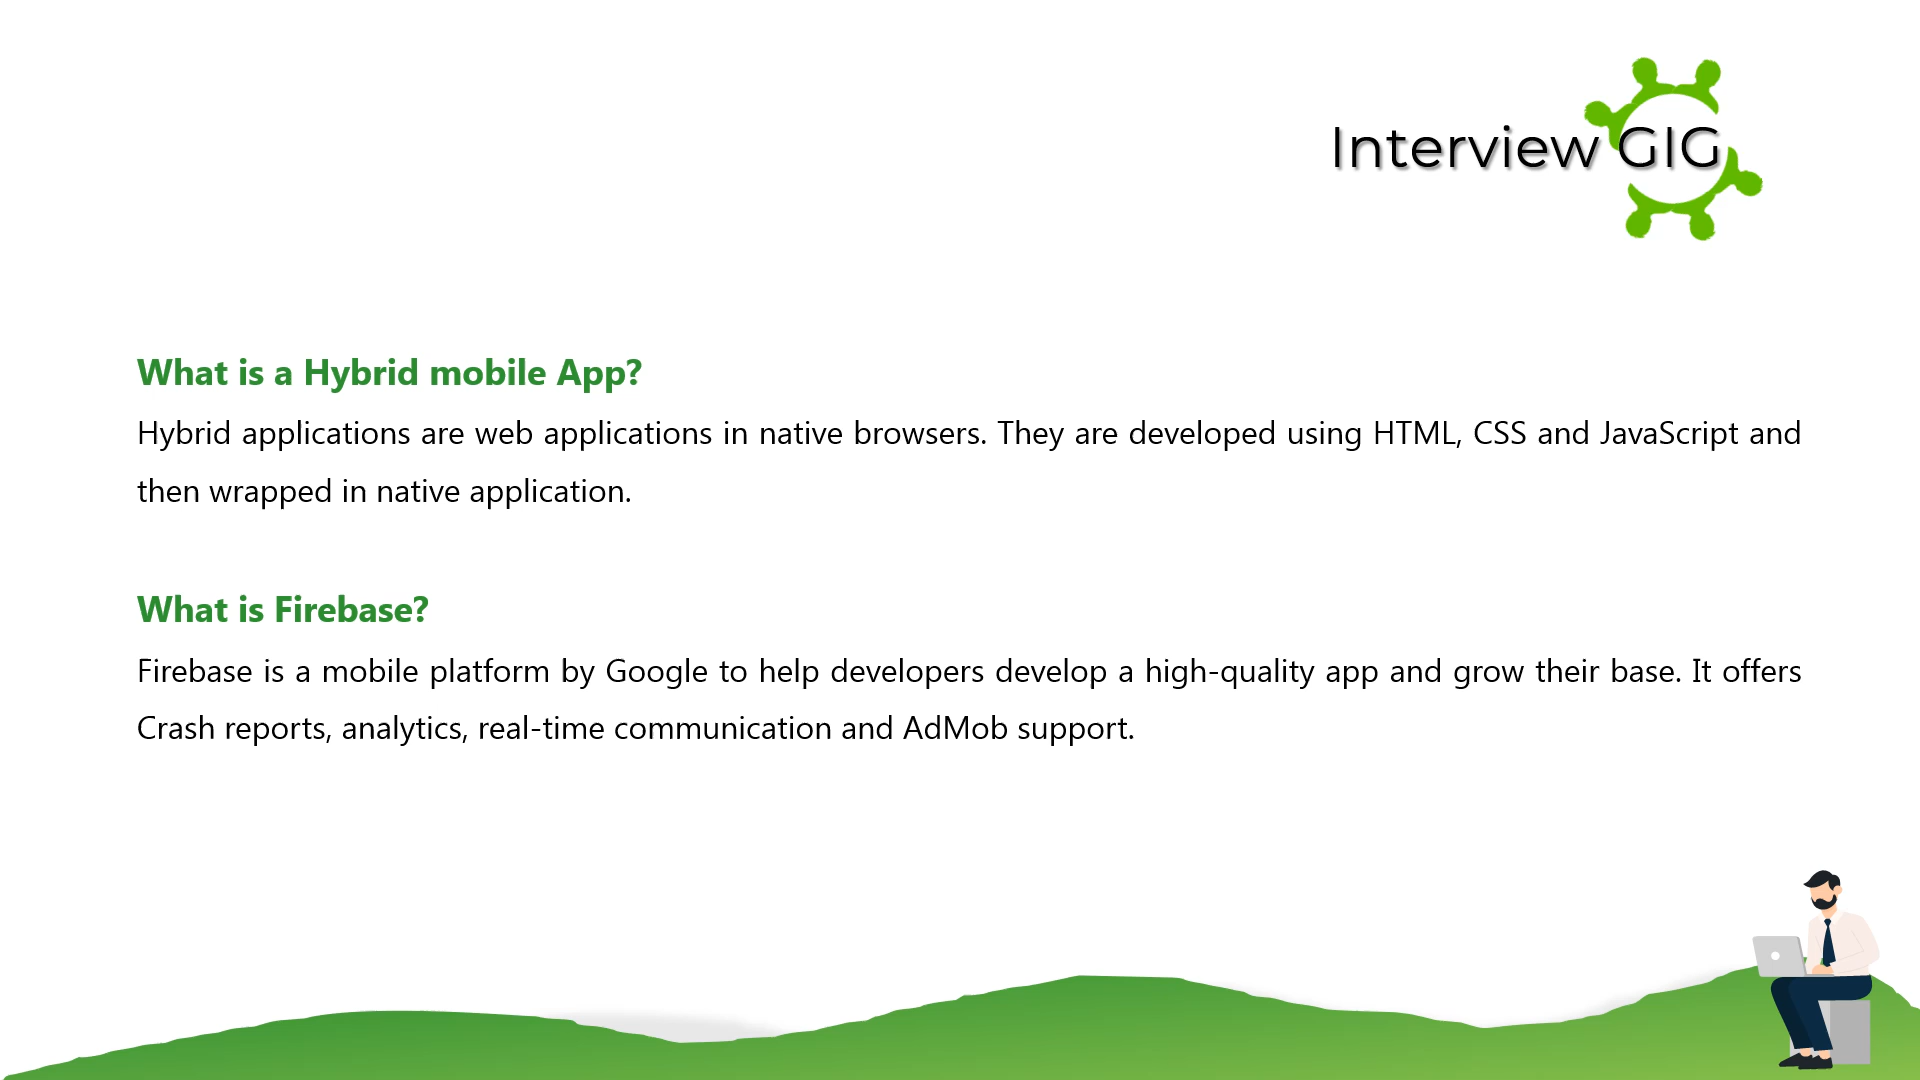 Interview GIG
What is a Hybrid mobile App?
Hybrid applications are web applications in native browsers. They are developed using HTML, CSS and JavaScript and
then wrapped in native application.
What is Firebase?
Firebase is a mobile platform by Google to help developers develop a high-quality app and grow their base. It offers
Crash reports, analytics, real-time communication and AdMob support.